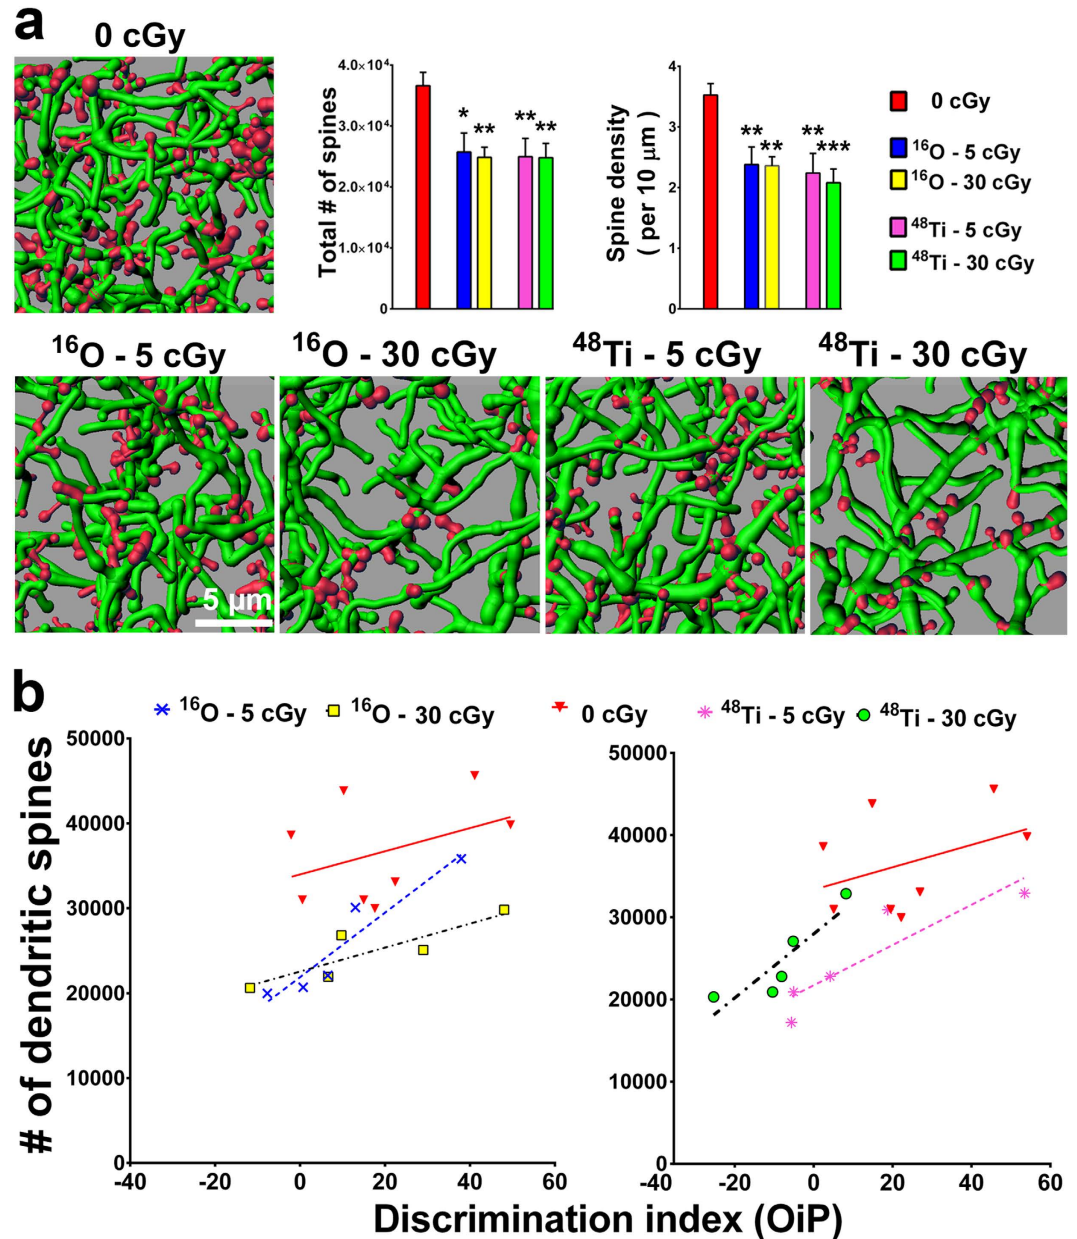 a
0 cGy
Total # of spines
4.0×10⁴
3.0×10⁴
2.0×10⁴
1.0×10⁴
0
*
**
**
**
Spine density
( per 10 µm )
4
3
2
1
0
**
**
**
***
0 cGy
¹⁶O - 5 cGy
¹⁶O - 30 cGy
⁴⁸Ti - 5 cGy
⁴⁸Ti - 30 cGy
¹⁶O - 5 cGy
¹⁶O - 30 cGy
⁴⁸Ti - 5 cGy
⁴⁸Ti - 30 cGy
5 µm
b
¹⁶O - 5 cGy
¹⁶O - 30 cGy
0 cGy
⁴⁸Ti - 5 cGy
⁴⁸Ti - 30 cGy
# of dendritic spines
50000
40000
30000
20000
10000
0
-40 -20 0 20 40 60
50000
40000
30000
20000
10000
0
-40 -20 0 20 40 60
Discrimination index (OiP)